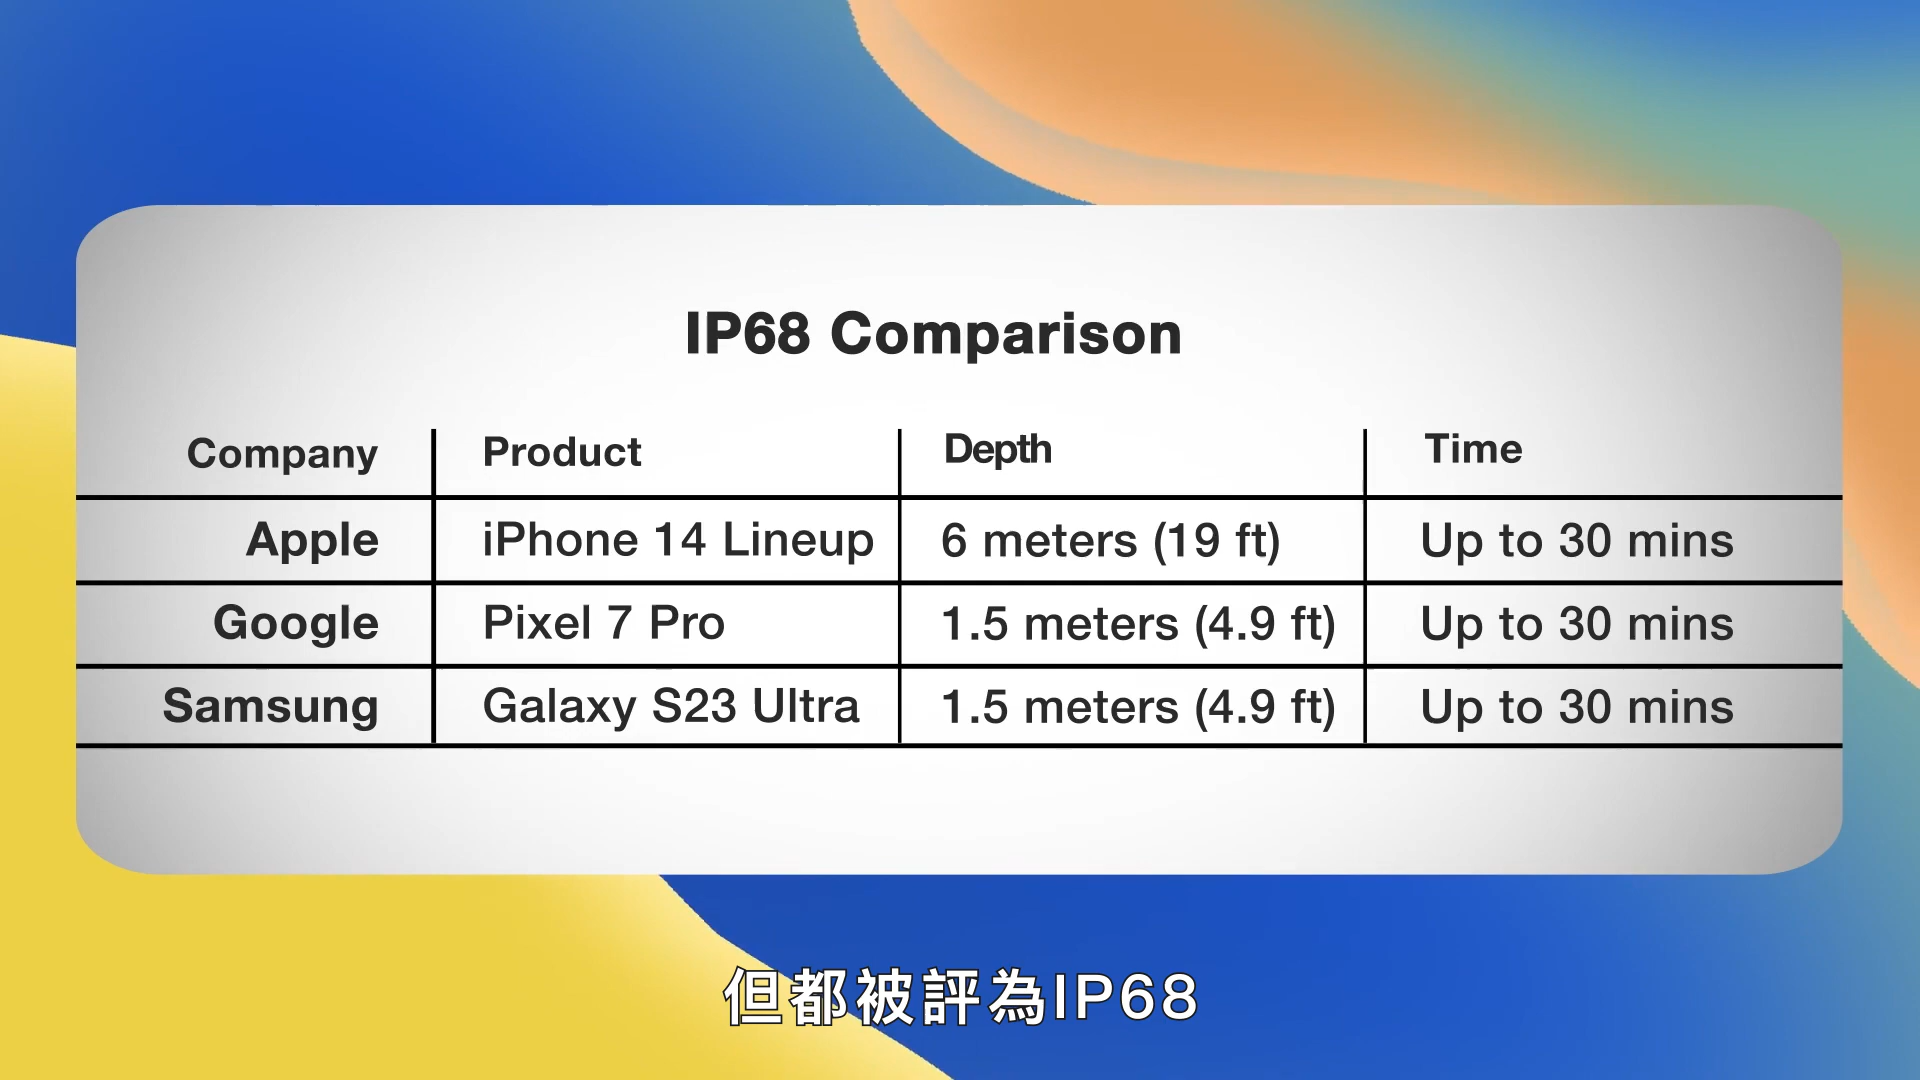 IP68 Comparison
Company Product Depth Time
Apple iPhone 14 Lineup 6 meters (19 ft) Up to 30 mins
Google Pixel 7 Pro 1.5 meters (4.9 ft) Up to 30 mins
Samsung Galaxy S23 Ultra 1.5 meters (4.9 ft) Up to 30 mins
但都被評為IP68